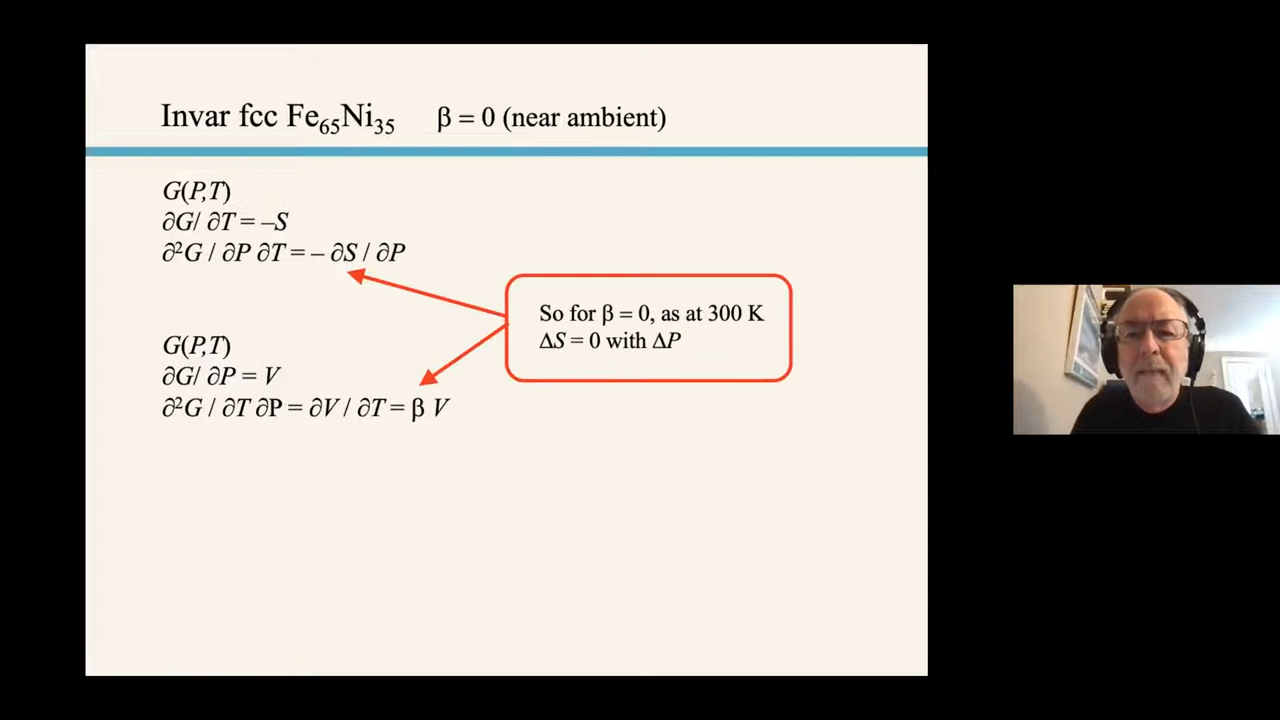 Invar fcc Fe₆₅Ni₃₅ β = 0 (near ambient)
G(P,T)
∂G/ ∂T = –S
∂²G / ∂P ∂T = – ∂S / ∂P
So for β = 0, as at 300 K
ΔS = 0 with ΔP
G(P,T)
∂G/ ∂P = V
∂²G / ∂T ∂P = ∂V / ∂T = β V